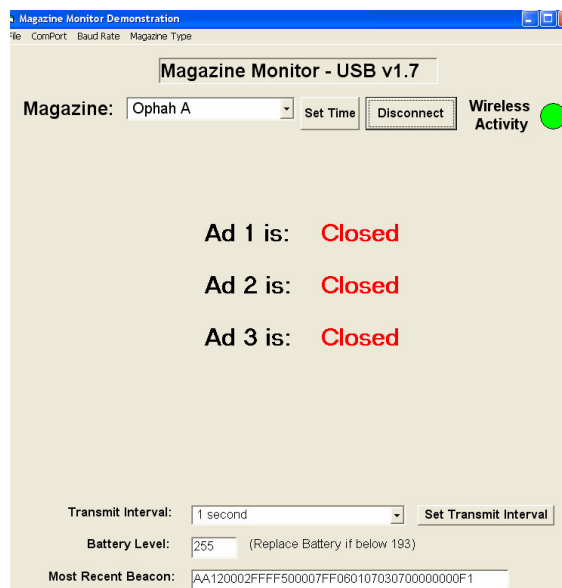 Magazine Monitor Demonstration
File ComPort Baud Rate Magazine Type
Magazine Monitor - USB v1.7
Magazine: Ophah A Set Time Disconnect Wireless Activity
Ad 1 is: Closed
Ad 2 is: Closed
Ad 3 is: Closed
Transmit Interval: 1 second Set Transmit Interval
Battery Level: 255 (Replace Battery if below 193)
Most Recent Beacon: AA120002FFFF500007FF060107030700000000F1